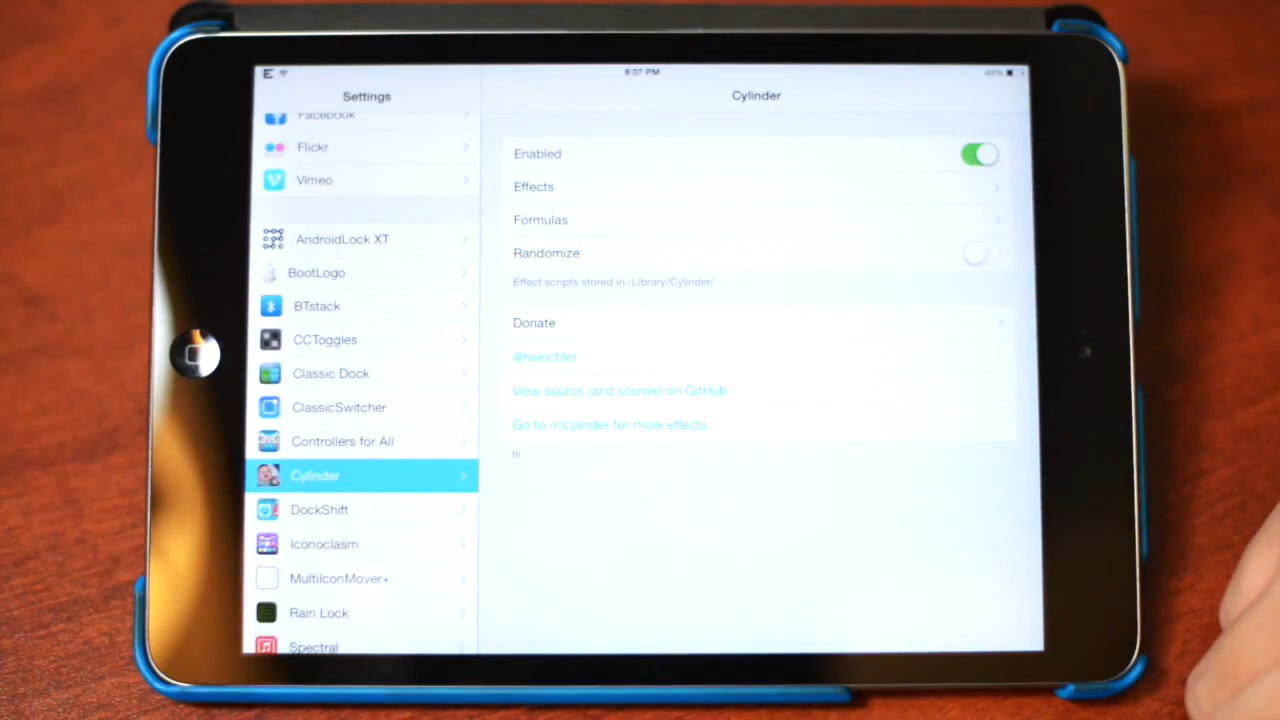 8:07 PM
40%
Settings
Facebook
Flickr
Vimeo
AndroidLock XT
BootLogo
BTstack
CCToggles
Classic Dock
ClassicSwitcher
Controllers for All
Cylinder
DockShift
Iconoclasm
MultiIconMover+
Rain Lock
Spectral
Cylinder
Enabled
Effects
Formulas
Randomize
Effect scripts stored in /Library/Cylinder/
Donate
@rweichler
View source (and license) on GitHub
Go to /r/cylinder for more effects
hi